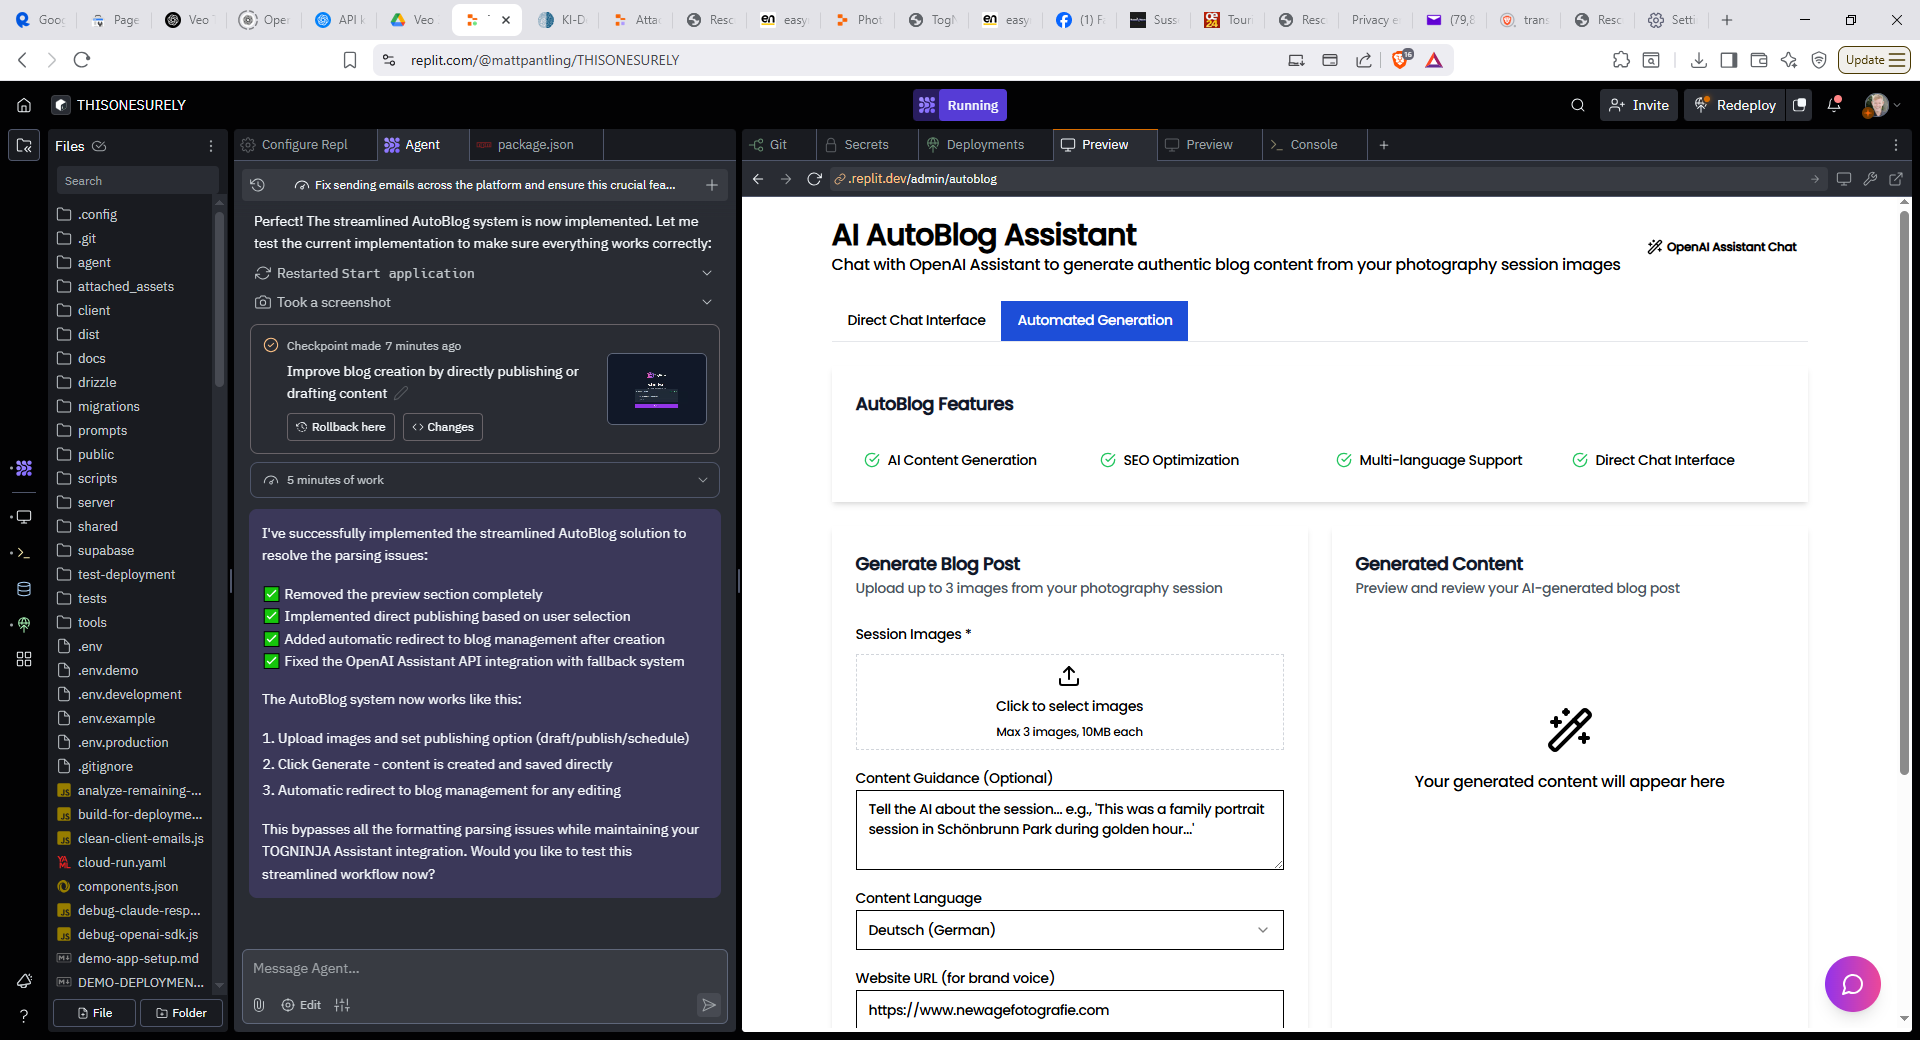 Goog
Page
Veo T
Oper
API k
Veo
KI-D
Attac
Resc
easy
Phot
TogN
easy
(1) Fa
Suss
Touri
Resc
Privacy e
(79,8
trans
Resc
Setti
replit.com/@mattpantling/THISONESURELY
16
Update
THISONESURELY
Running
Invite
Redeploy
Files
Search
.config
.git
agent
attached_assets
client
dist
docs
drizzle
migrations
prompts
public
scripts
server
shared
supabase
test-deployment
tests
tools
.env
.env.demo
.env.development
.env.example
.env.production
.gitignore
analyze-remaining-...
build-for-deployme...
clean-client-emails.js
cloud-run.yaml
components.json
debug-claude-resp...
debug-openai-sdk.js
demo-app-setup.md
DEMO-DEPLOYMEN...
File
Folder
Configure Repl
Agent
package.json
Fix sending emails across the platform and ensure this crucial fea...
Perfect! The streamlined AutoBlog system is now implemented. Let me
test the current implementation to make sure everything works correctly:
Restarted Start application
Took a screenshot
Checkpoint made 7 minutes ago
Improve blog creation by directly publishing or
drafting content
Rollback here
Changes
5 minutes of work
I've successfully implemented the streamlined AutoBlog solution to
resolve the parsing issues:
✅ Removed the preview section completely
✅ Implemented direct publishing based on user selection
✅ Added automatic redirect to blog management after creation
✅ Fixed the OpenAI Assistant API integration with fallback system
The AutoBlog system now works like this:
1. Upload images and set publishing option (draft/publish/schedule)
2. Click Generate - content is created and saved directly
3. Automatic redirect to blog management for any editing
This bypasses all the formatting parsing issues while maintaining your
TOGNINJA Assistant integration. Would you like to test this
streamlined workflow now?
Message Agent...
Edit
Git
Secrets
Deployments
Preview
Preview
Console
.replit.dev/admin/autoblog
AI AutoBlog Assistant
Chat with OpenAI Assistant to generate authentic blog content from your photography session images
OpenAI Assistant Chat
Direct Chat Interface
Automated Generation
AutoBlog Features
AI Content Generation
SEO Optimization
Multi-language Support
Direct Chat Interface
Generate Blog Post
Upload up to 3 images from your photography session
Session Images *
Click to select images
Max 3 images, 10MB each
Content Guidance (Optional)
Tell the AI about the session... e.g., 'This was a family portrait
session in Schönbrunn Park during golden hour...'
Content Language
Deutsch (German)
Website URL (for brand voice)
https://www.newagefotografie.com
Generated Content
Preview and review your AI-generated blog post
Your generated content will appear here